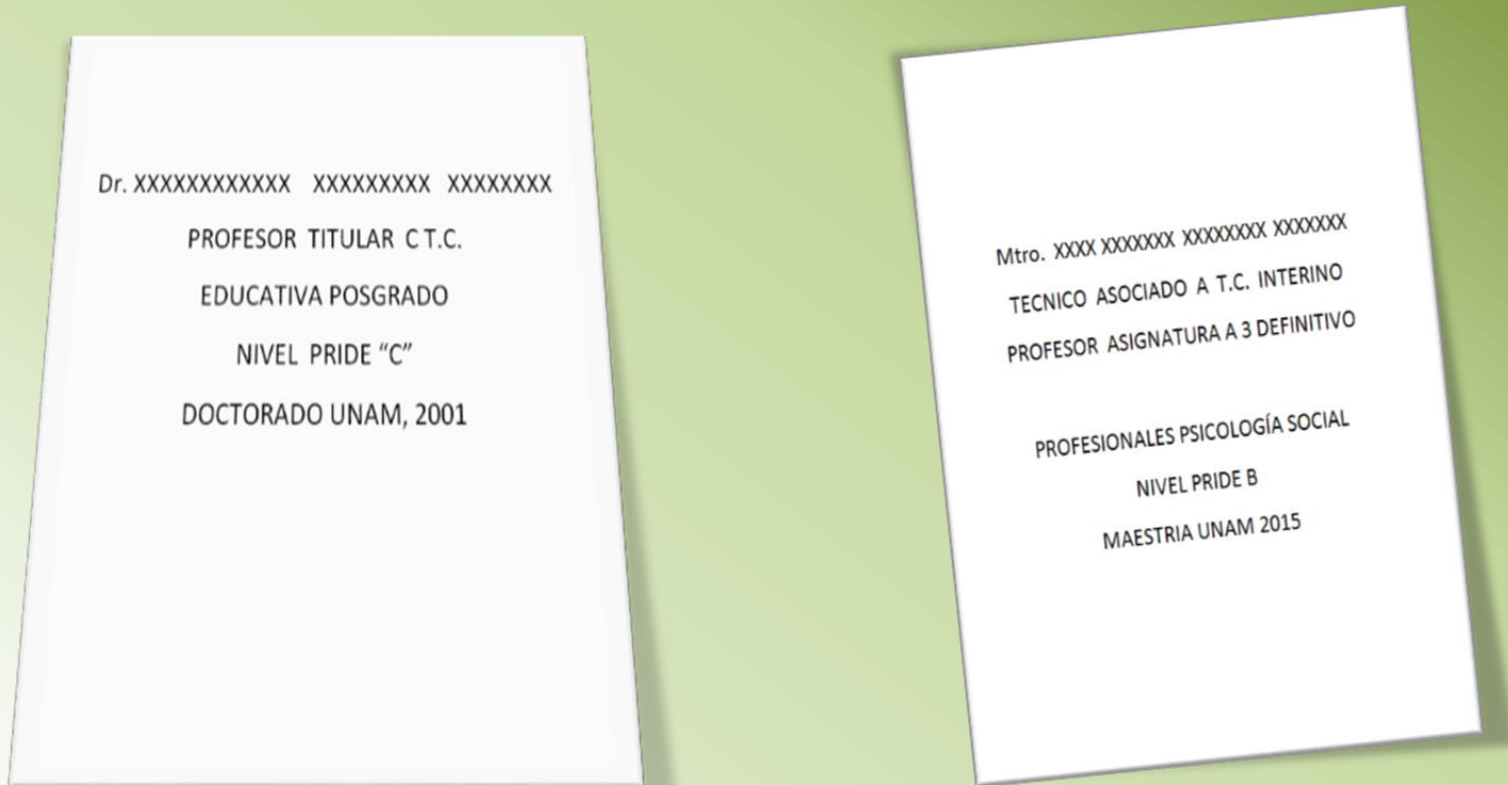 Dr. XXXXXXXXXXXX XXXXXXXXX XXXXXXXX
PROFESOR TITULAR C T.C.
EDUCATIVA POSGRADO
NIVEL PRIDE “C”
DOCTORADO UNAM, 2001
Mtro. XXXX XXXXXXX XXXXXXXX XXXXXXX
TECNICO ASOCIADO A T.C. INTERINO
PROFESOR ASIGNATURA A 3 DEFINITIVO
PROFESIONALES PSICOLOGÍA SOCIAL
NIVEL PRIDE B
MAESTRIA UNAM 2015